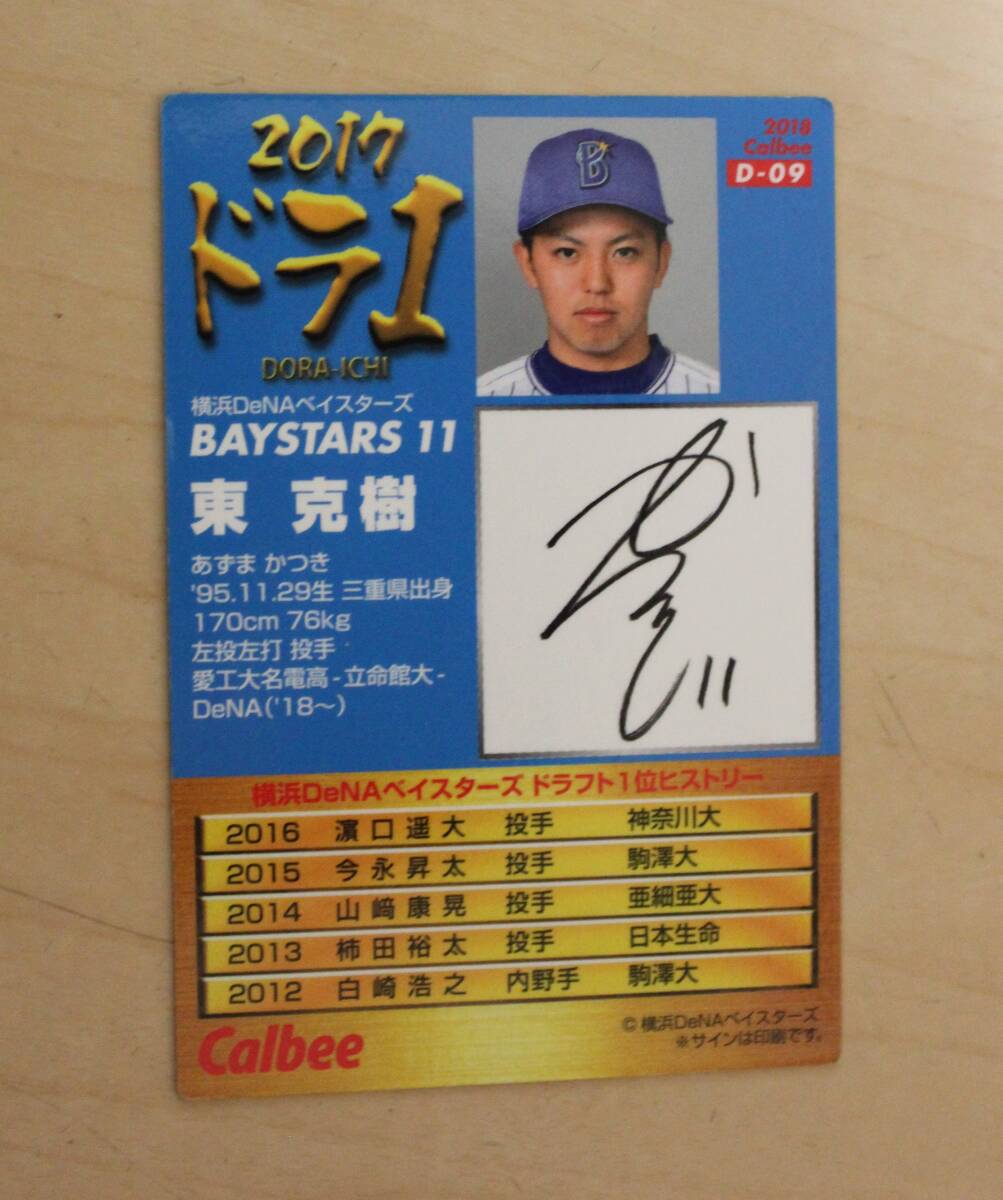 2017
ドラ1
DORA-ICHI
2018
Calbee
D-09
横浜DeNAベイスターズ
BAYSTARS 11
東 克樹
あずま かつき
'95.11.29生 三重県出身
170cm 76kg
左投左打 投手
愛工大名電高-立命館大-
DeNA('18～)
11
横浜DeNAベイスターズ ドラフト1位ヒストリー
2016 濵口遥大 投手 神奈川大
2015 今永昇太 投手 駒澤大
2014 山﨑康晃 投手 亜細亜大
2013 柿田裕太 投手 日本生命
2012 白崎浩之 内野手 駒澤大
Calbee
© 横浜DeNAベイスターズ
※サインは印刷です。